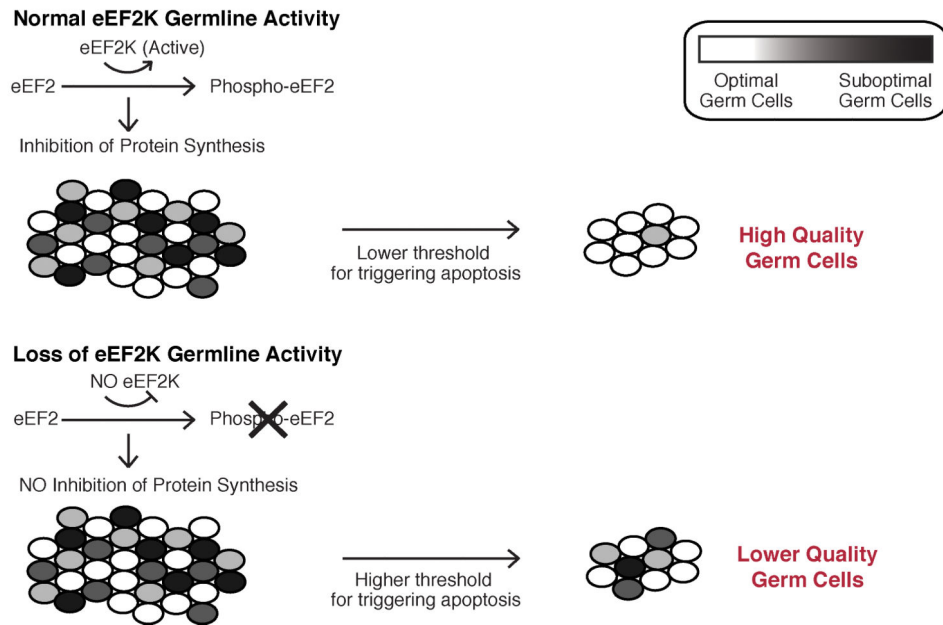 Normal eEF2K Germline Activity
eEF2K (Active)
eEF2
Phospho-eEF2
Inhibition of Protein Synthesis
Optimal
Germ Cells
Suboptimal
Germ Cells
Lower threshold
for triggering apoptosis
High Quality
Germ Cells
Loss of eEF2K Germline Activity
NO eEF2K
eEF2
Phospho-eEF2
NO Inhibition of Protein Synthesis
Higher threshold
for triggering apoptosis
Lower Quality
Germ Cells